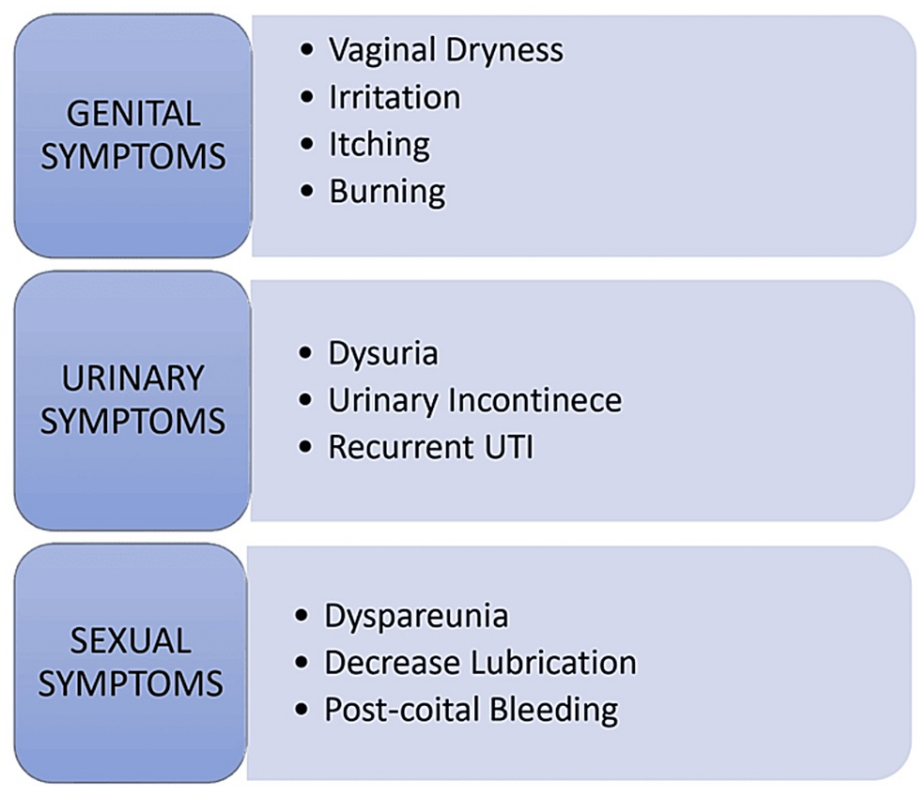 GENITAL
SYMPTOMS
• Vaginal Dryness
• Irritation
• Itching
• Burning
URINARY
SYMPTOMS
• Dysuria
• Urinary Incontinece
• Recurrent UTI
SEXUAL
SYMPTOMS
• Dyspareunia
• Decrease Lubrication
• Post-coital Bleeding